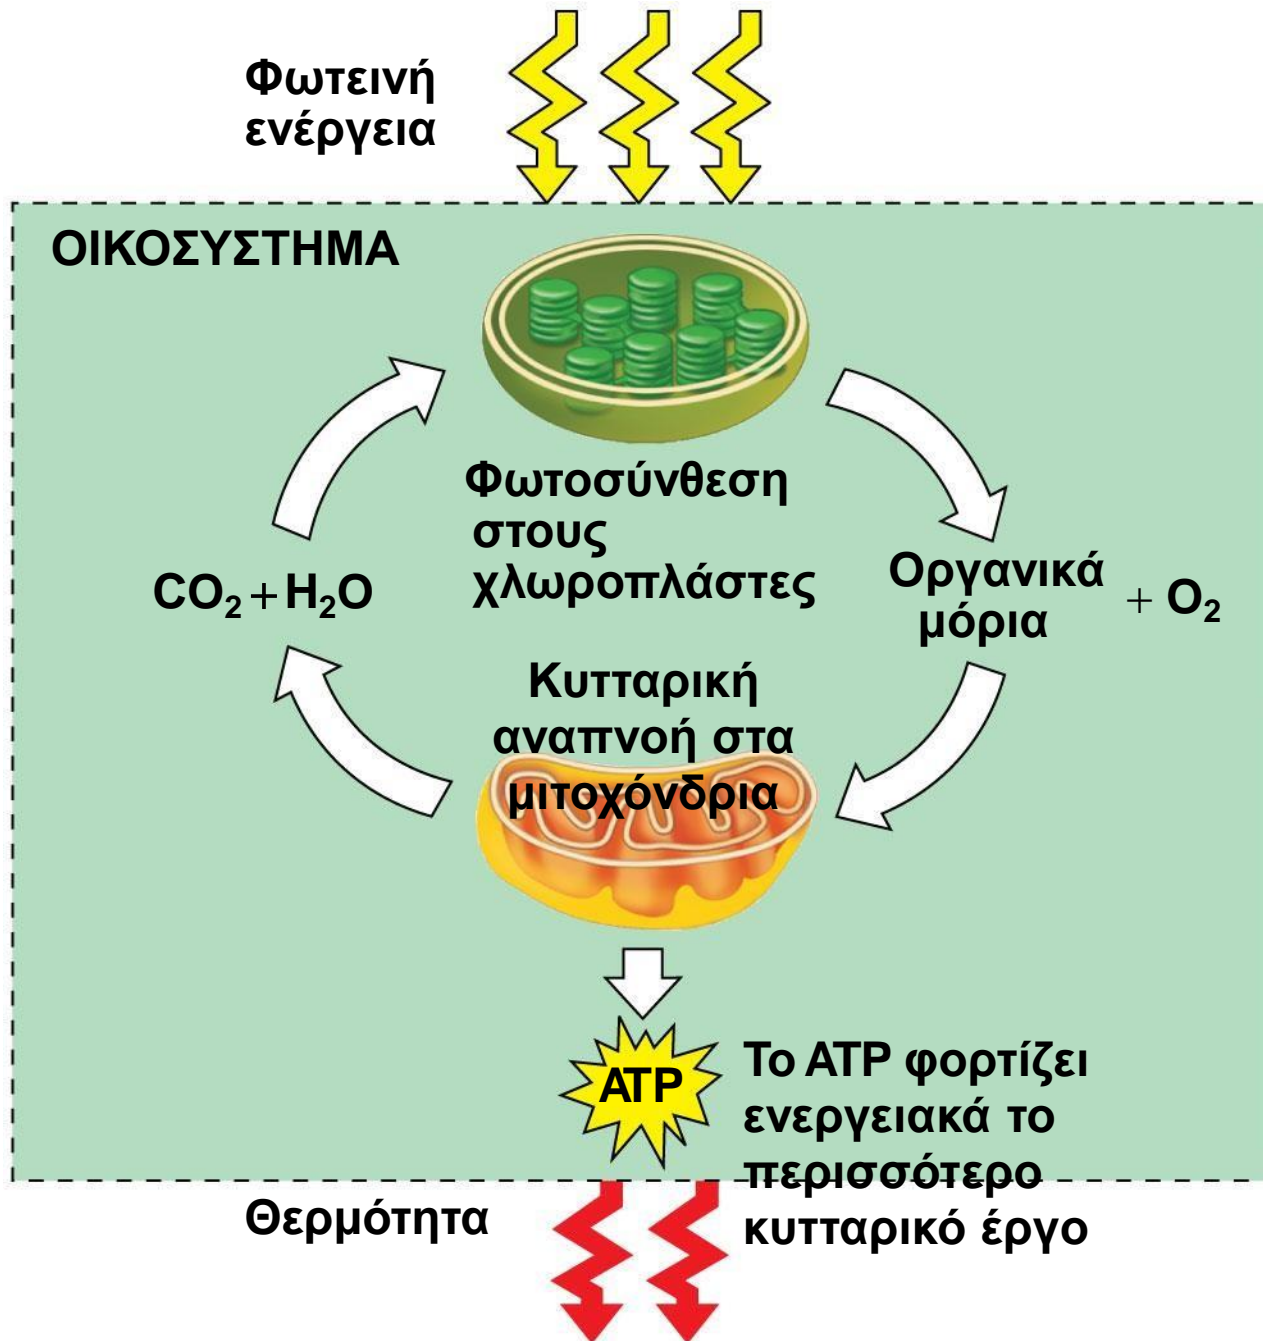 Φωτεινή
ενέργεια
ΟΙΚΟΣΥΣΤΗΜΑ
Φωτοσύνθεση
στους
χλωροπλάστες
CO₂ + H₂O
Οργανικά
μόρια
+ O₂
Κυτταρική
αναπνοή στα
μιτοχόνδρια
ATP
Το ATP φορτίζει
ενεργειακά το
περισσότερο
κυτταρικό έργο
Θερμότητα